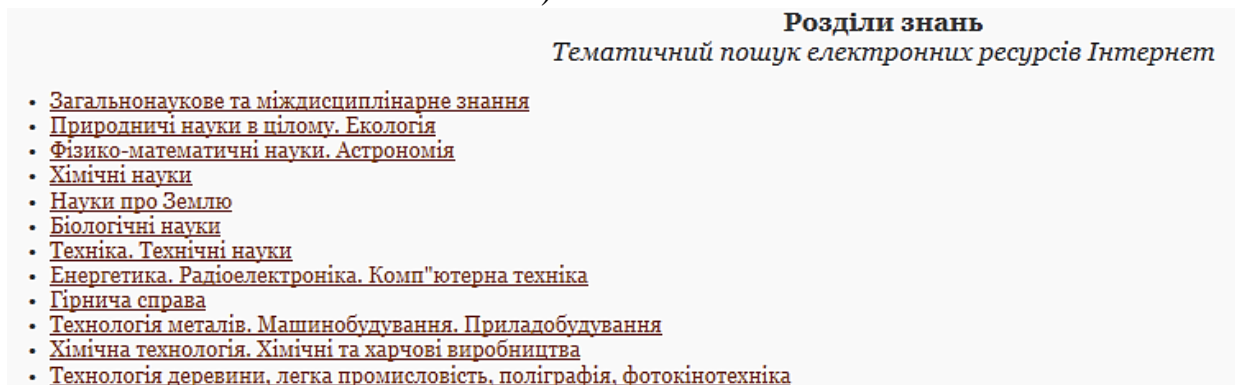 Розділи знань
Тематичний пошук електронних ресурсів Інтернет
• Загальнонаукове та міждисциплінарне знання
• Природничі науки в цілому. Екологія
• Фізико-математичні науки. Астрономія
• Хімічні науки
• Науки про Землю
• Біологічні науки
• Техніка. Технічні науки
• Енергетика. Радіоелектроніка. Комп"ютерна техніка
• Гірнича справа
• Технологія металів. Машинобудування. Приладобудування
• Хімічна технологія. Хімічні та харчові виробництва
• Технологія деревини, легка промисловість, поліграфія, фотокінотехніка